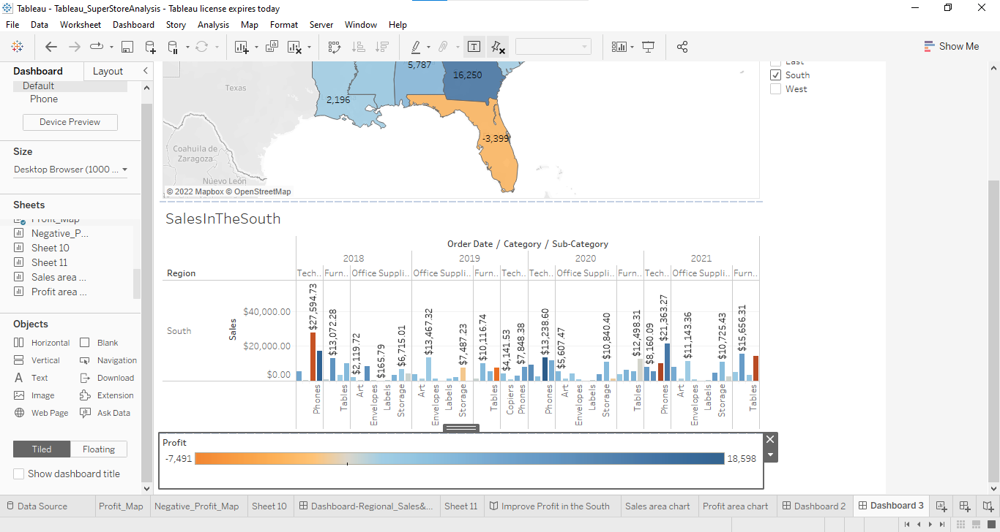 Tableau - Tableau_SuperStoreAnalysis - Tableau license expires today
File Data Worksheet Dashboard Story Analysis Map Format Server Window Help
Show Me
Dashboard Layout
Default
Phone
Device Preview
Size
Desktop Browser (1000 ...
Sheets
Profit_Map
Negative_P...
Sheet 10
Sheet 11
Sales area ...
Profit area ...
Objects
Horizontal Blank
Vertical Navigation
Text Download
Image Extension
Web Page Ask Data
Tiled Floating
Show dashboard title
East
South
West
5,787
16,250
Texas
2,196
-3,399
Coahuila de
Zaragoza
Nuevo León
© 2022 Mapbox © OpenStreetMap
SalesInTheSouth
Order Date / Category / Sub-Category
2018 2019 2020 2021
Region Tech.. Furn.. Office Suppli.. Office Suppli.. Furn.. Tech.. Tech.. Office Suppli.. Furn.. Tech.. Office Suppli.. Furn..
South
Sales
$40,000.00
$20,000.00
$0.00
$27,594.73 $13,072.28 $2,119.72 $165.79 $6,715.01 $13,467.32 $7,487.23 $10,116.74 $4,141.53 $7,848.38 $13,238.60 $5,607.47 $10,840.40 $12,498.31 $8,160.09 $21,363.27 $11,143.36 $10,725.43 $15,656.31
Phones Tables Art Envelopes Labels Storage Art Envelopes Labels Storage Tables Copiers Phones Phones Art Envelopes Labels Storage Tables Phones Art Envelopes Labels Storage Tables
Profit
-7,491 18,598
Data Source Profit_Map Negative_Profit_Map Sheet 10 Dashboard-Regional_Sales&... Sheet 11 Improve Profit in the South Sales area chart Profit area chart Dashboard 2 Dashboard 3